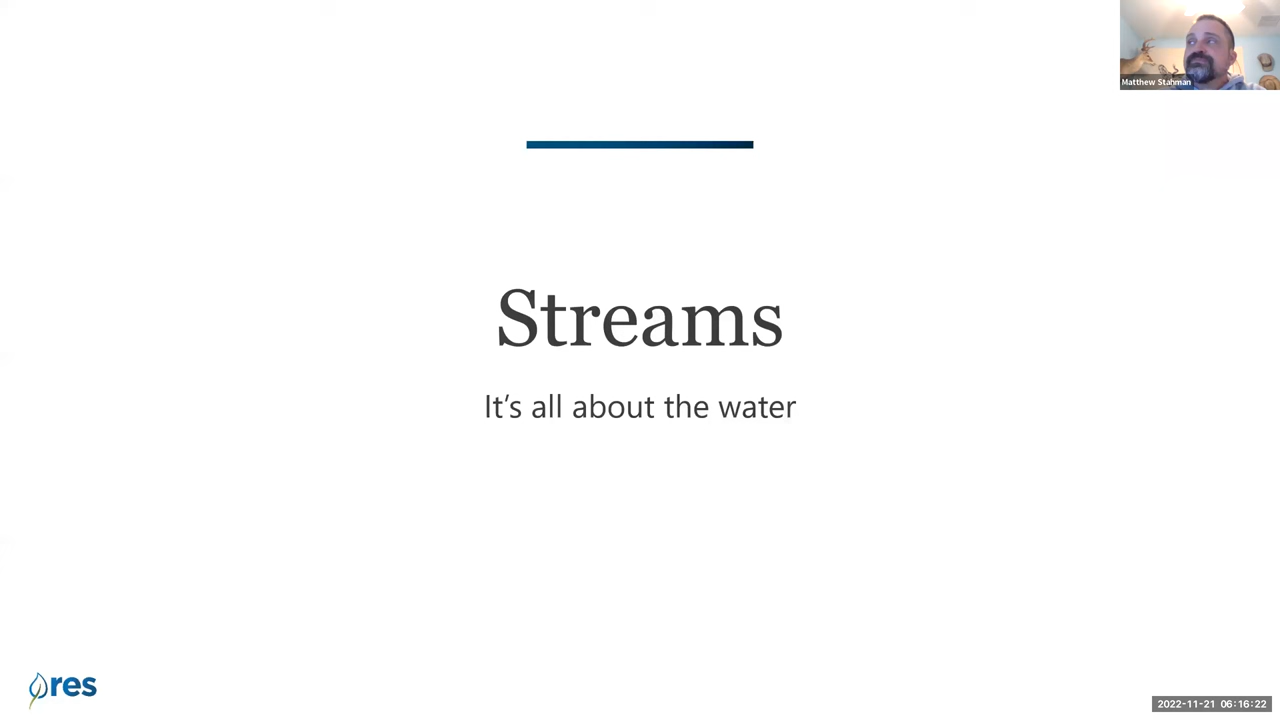 Matthew Stahman
Streams
It's all about the water
res
2022-11-21 06:16:22